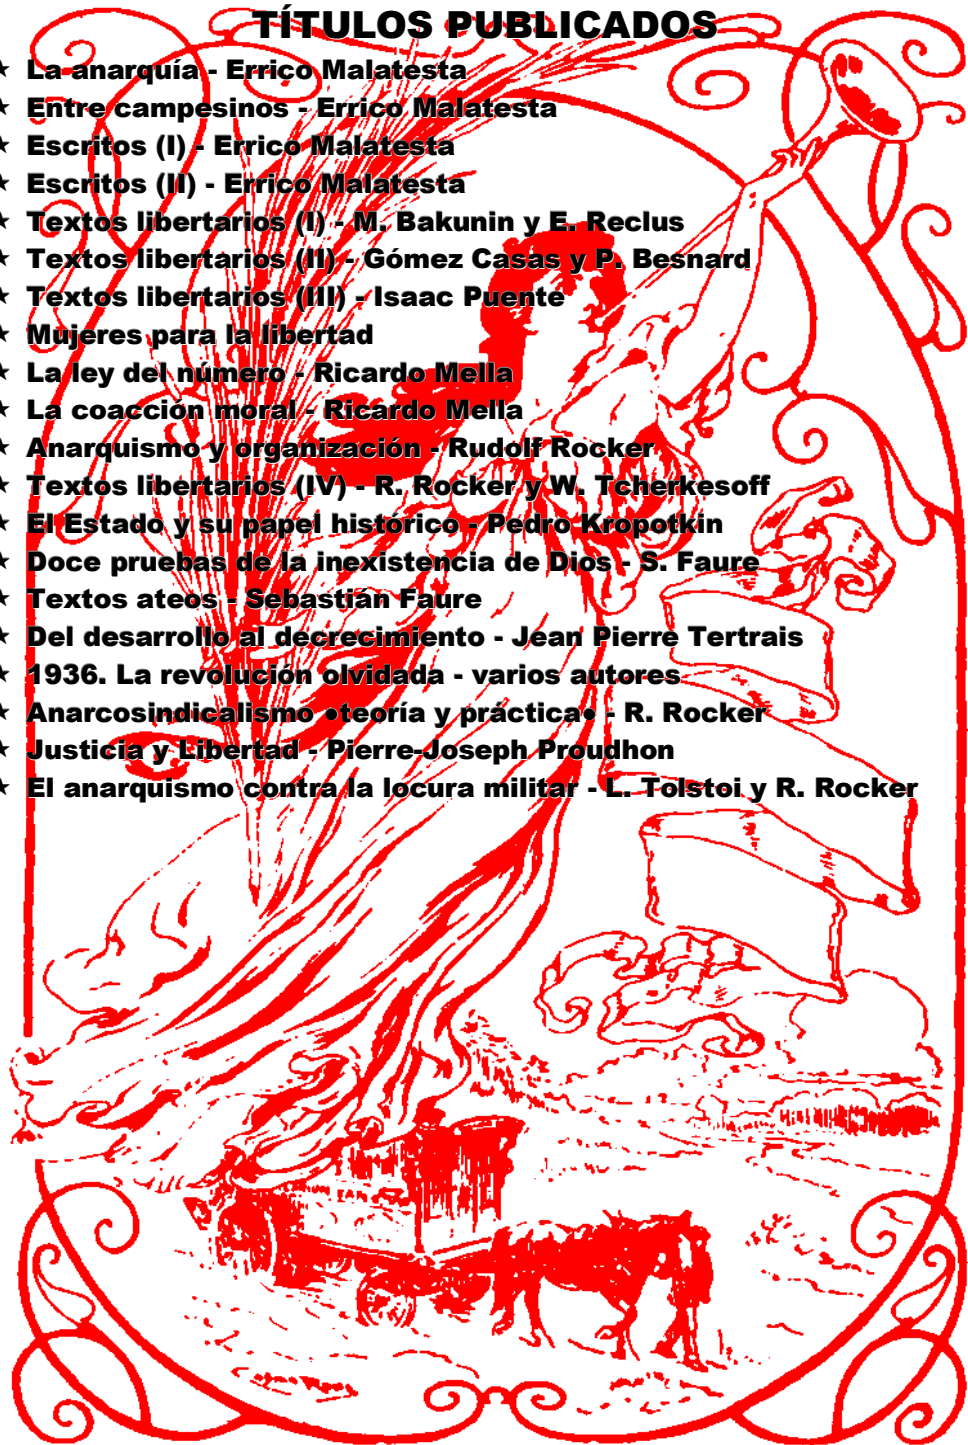 TÍTULOS PUBLICADOS
★ La anarquía - Errico Malatesta
★ Entre campesinos - Errico Malatesta
★ Escritos (I) - Errico Malatesta
★ Escritos (II) - Errico Malatesta
★ Textos libertarios (I) - M. Bakunin y E. Reclus
★ Textos libertarios (II) - Gómez Casas y P. Besnard
★ Textos libertarios (III) - Isaac Puente
★ Mujeres para la libertad
★ La ley del número - Ricardo Mella
★ La coacción moral - Ricardo Mella
★ Anarquismo y organización - Rudolf Rocker
★ Textos libertarios (IV) - R. Rocker y W. Tcherkesoff
★ El Estado y su papel histórico - Pedro Kropotkin
★ Doce pruebas de la inexistencia de Dios - S. Faure
★ Textos ateos - Sebastián Faure
★ Del desarrollo al decrecimiento - Jean Pierre Tertrais
★ 1936. La revolución olvidada - varios autores
★ Anarcosindicalismo ●teoría y práctica● - R. Rocker
★ Justicia y Libertad - Pierre-Joseph Proudhon
★ El anarquismo contra la locura militar - L. Tolstoi y R. Rocker